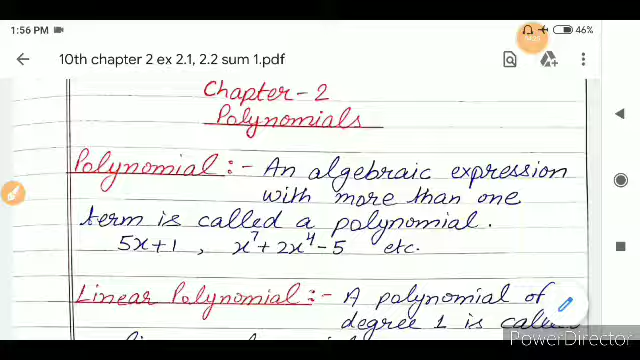 1:56 PM
46%
10th chapter 2 ex 2.1, 2.2 sum 1.pdf
Chapter-2
Polynomials
Polynomial :- An algebraic expression
with more than one
term is called a polynomial.
5x+1 , x⁷+2x⁴-5 etc.
Linear Polynomial :- A polynomial of
degree 1 is called
PowerDirector